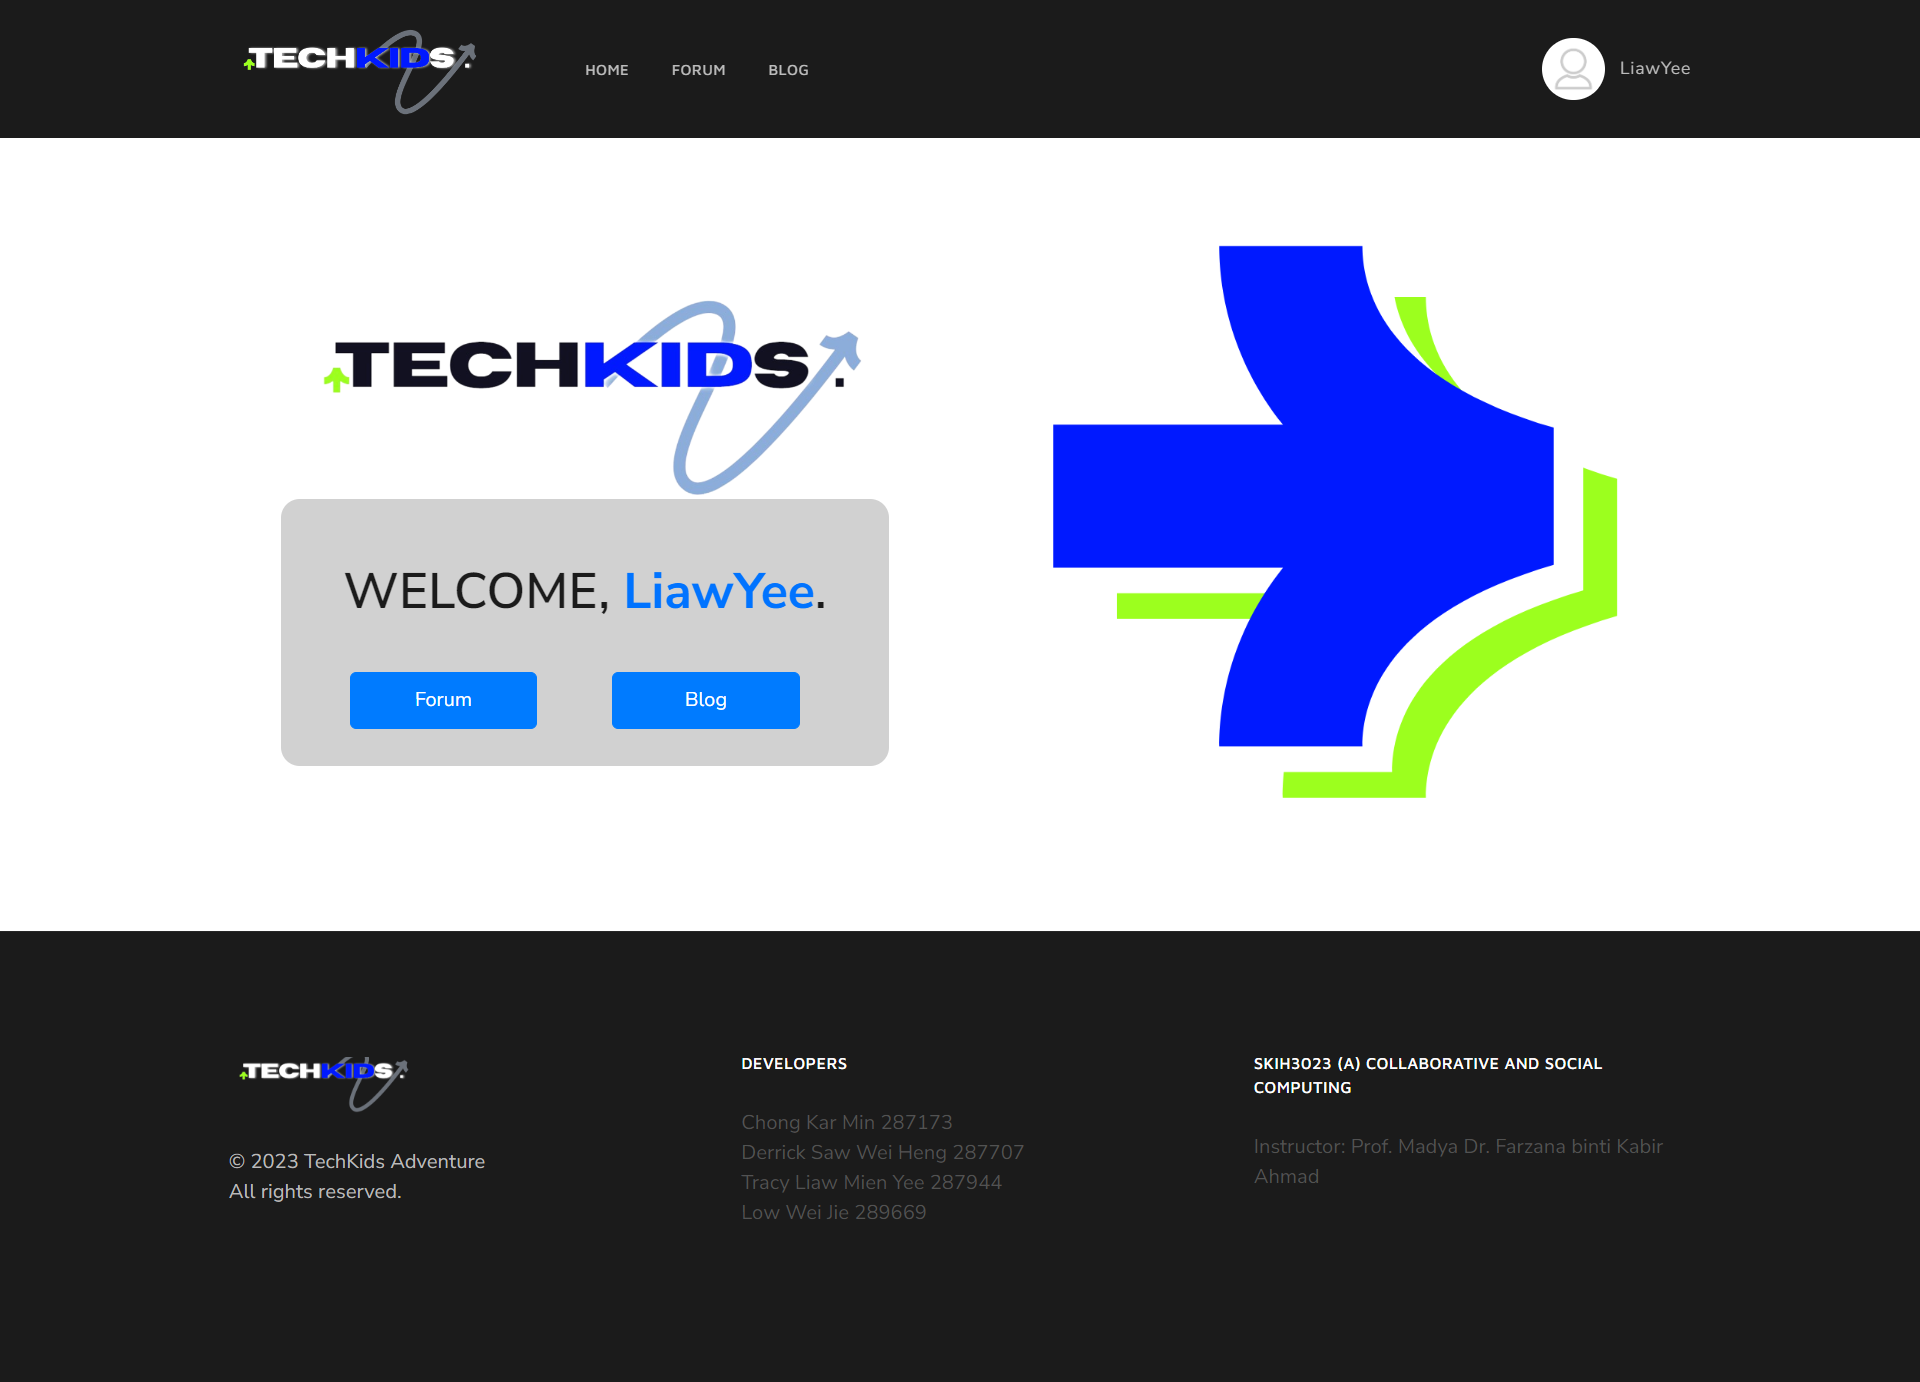 TECHKIDS.
HOME FORUM BLOG
LiawYee
TECHKIDS.
WELCOME, LiawYee.
Forum Blog
TECHKIDS.
© 2023 TechKids Adventure
All rights reserved.
DEVELOPERS
Chong Kar Min 287173
Derrick Saw Wei Heng 287707
Tracy Liaw Mien Yee 287944
Low Wei Jie 289669
SKIH3023 (A) COLLABORATIVE AND SOCIAL
COMPUTING
Instructor: Prof. Madya Dr. Farzana binti Kabir
Ahmad